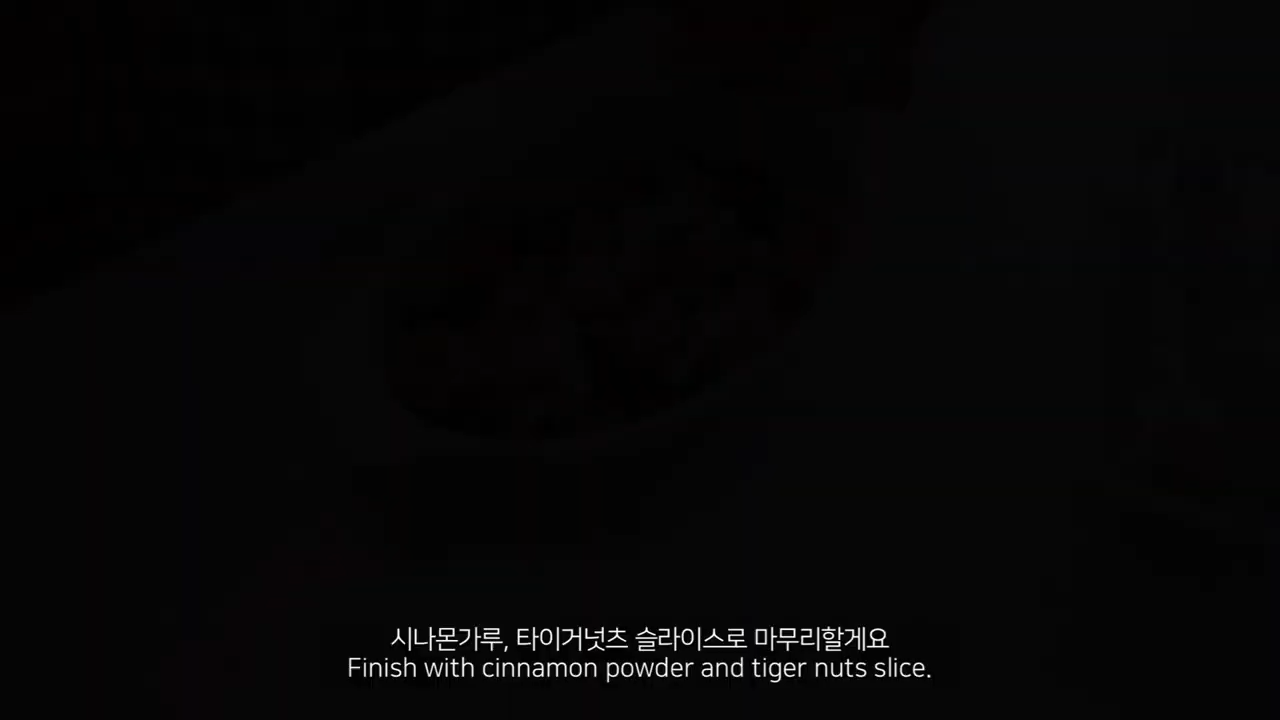 시나몬가루, 타이거넛츠 슬라이스로 마무리할게요
Finish with cinnamon powder and tiger nuts slice.